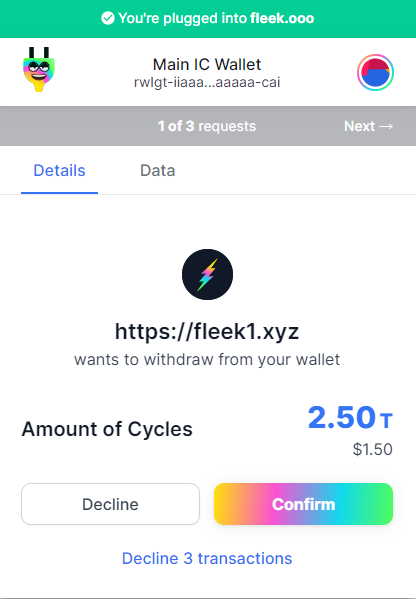 You're plugged into fleek.ooo
Main IC Wallet
rwlgt-iiaaa...aaaaa-cai
1 of 3 requests
Next →
Details
Data
https://fleek1.xyz
wants to withdraw from your wallet
Amount of Cycles
2.50 T
$1.50
Decline
Confirm
Decline 3 transactions